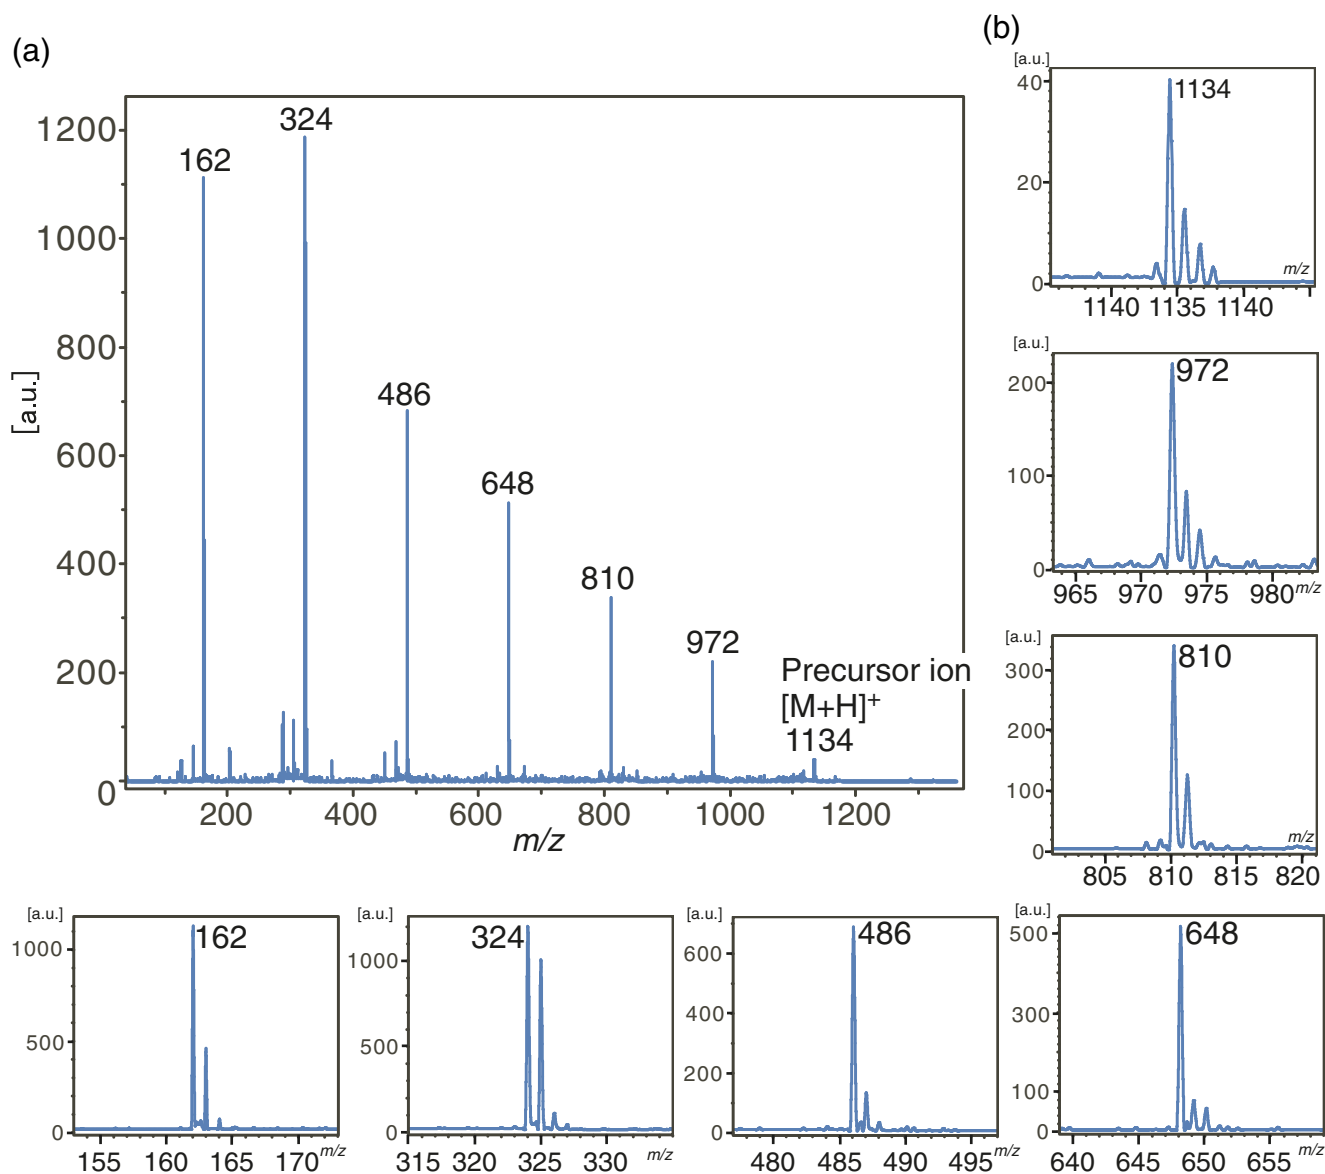 (a)
[a.u.]
1200
1000
800
600
400
200
0
162
324
486
648
810
972
Precursor ion
[M+H]+
1134
200 400 600 800 1000 1200
m/z
(b)
[a.u.]
40
20
0
1134
m/z
1140 1135 1140
[a.u.]
200
100
0
972
965 970 975 980 m/z
[a.u.]
300
200
100
0
810
m/z
805 810 815 820
[a.u.]
1000
500
0
162
155 160 165 170 m/z
[a.u.]
1000
500
0
324
315 320 325 330 m/z
[a.u.]
600
400
200
0
486
480 485 490 495 m/z
[a.u.]
500
300
100
0
648
640 645 650 655 m/z